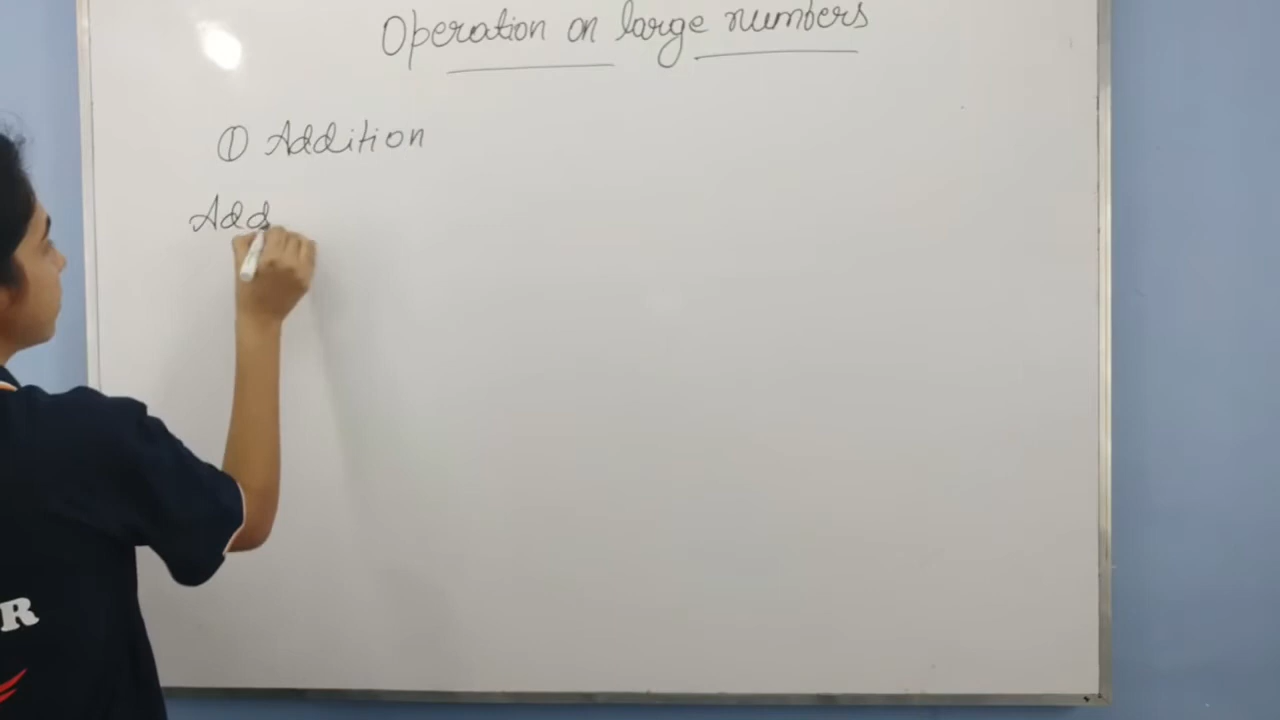 Operation on large numbers
① Addition
Add
R